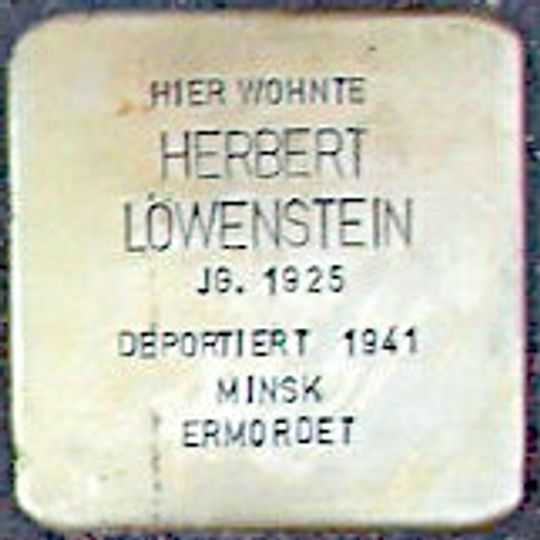 HIER WOHNTE
HERBERT
LÖWENSTEIN
JG. 1925
DEPORTIERT 1941
MINSK
ERMORDET